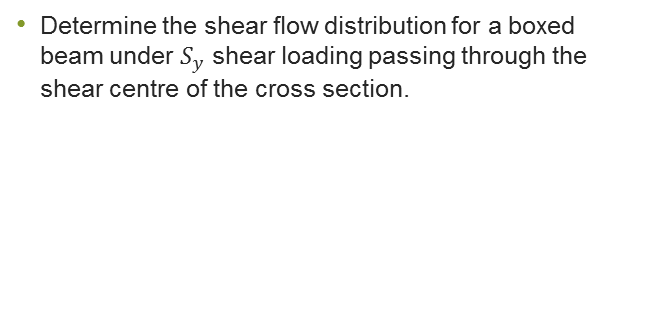 • Determine the shear flow distribution for a boxed
beam under S_y shear loading passing through the
shear centre of the cross section.